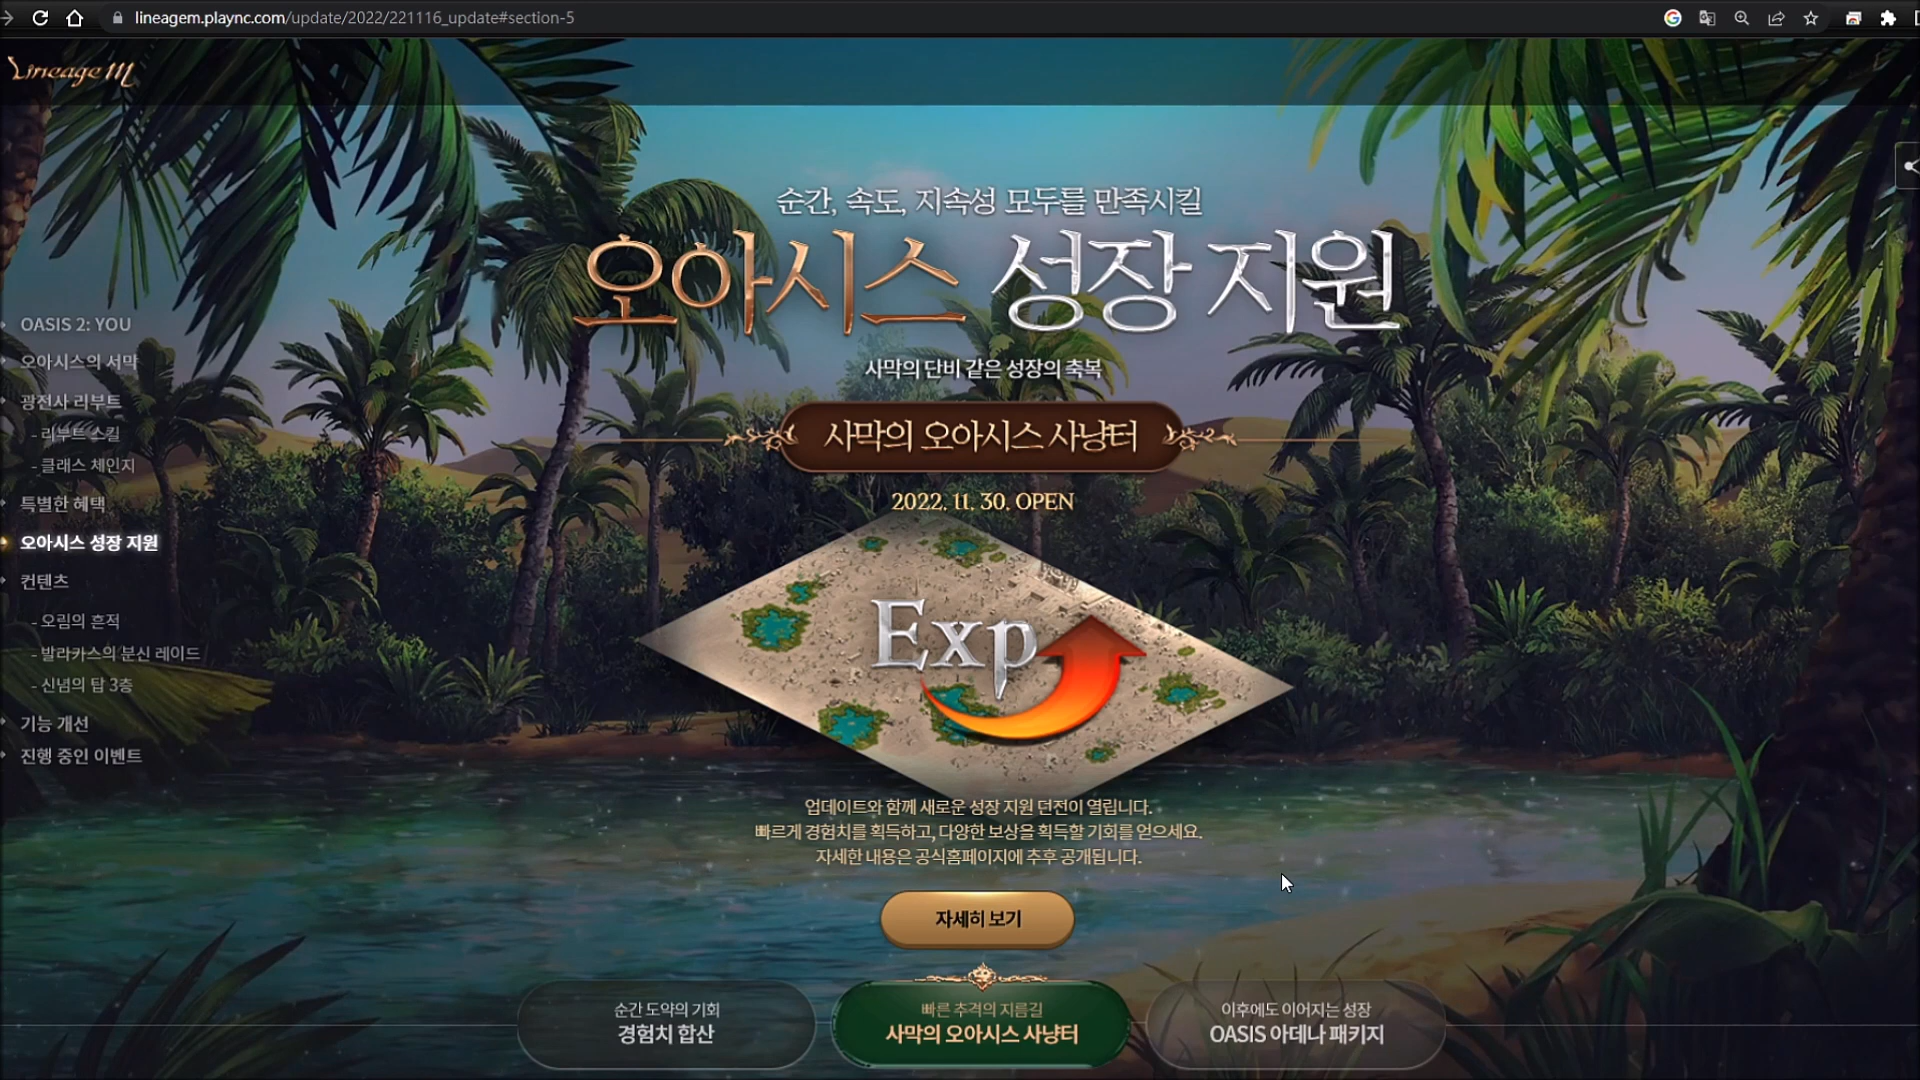 lineagem.plaync.com/update/2022/221116_update#section-5
Lineage M
순간, 속도, 지속성 모두를 만족시킬
오아시스 성장 지원
사막의 단비 같은 성장의 축복
사막의 오아시스 사냥터
2022. 11. 30. OPEN
OASIS 2: YOU
오아시스의 서막
광전사 리부트
- 리부트 스킬
- 클래스 체인지
특별한 혜택
오아시스 성장 지원
컨텐츠
- 오림의 흔적
- 발라카스의 분신 레이드
- 신념의 탑 3층
기능 개선
진행 중인 이벤트
Exp
업데이트와 함께 새로운 성장 지원 던전이 열립니다.
빠르게 경험치를 획득하고, 다양한 보상을 획득할 기회를 얻으세요.
자세한 내용은 공식홈페이지에 추후 공개됩니다.
자세히 보기
순간 도약의 기회
경험치 합산
빠른 추격의 지름길
사막의 오아시스 사냥터
이후에도 이어지는 성장
OASIS 아데나 패키지